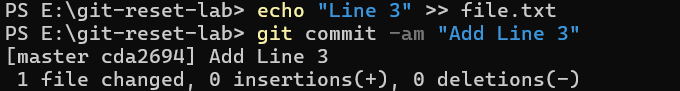 PS E:\git-reset-lab> echo "Line 3" >> file.txt
PS E:\git-reset-lab> git commit -am "Add Line 3"
[master cda2694] Add Line 3
 1 file changed, 0 insertions(+), 0 deletions(-)